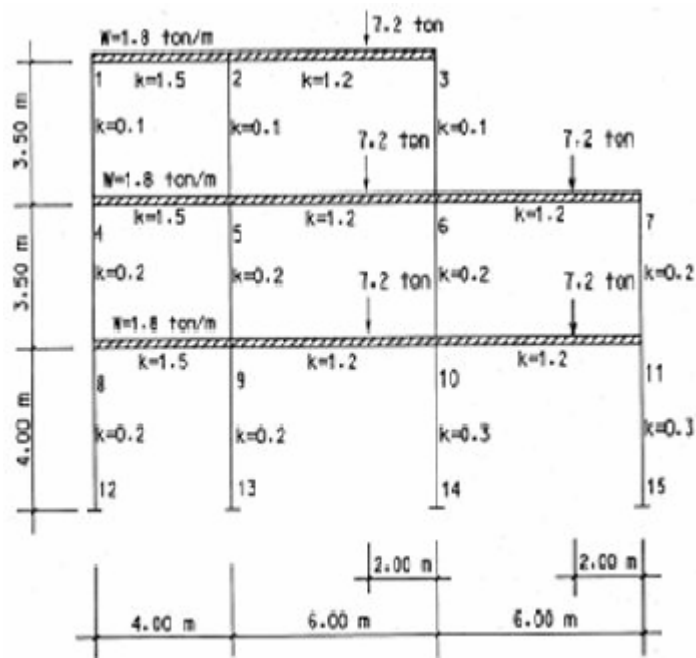 7.2 ton
W=1.8 ton/m
1 k=1.5 2 k=1.2 3
k=0.1 k=0.1 k=0.1
3.50 m
7.2 ton 7.2 ton
W=1.8 ton/m
k=1.5 k=1.2 k=1.2
4 5 6 7
k=0.2 k=0.2 k=0.2 k=0.2
3.50 m
7.2 ton 7.2 ton
W=1.8 ton/m
k=1.5 k=1.2 k=1.2
8 9 10 11
k=0.2 k=0.2 k=0.3 k=0.3
4.00 m
12 13 14 15
2.00 m 2.00 m
4.00 m 6.00 m 6.00 m